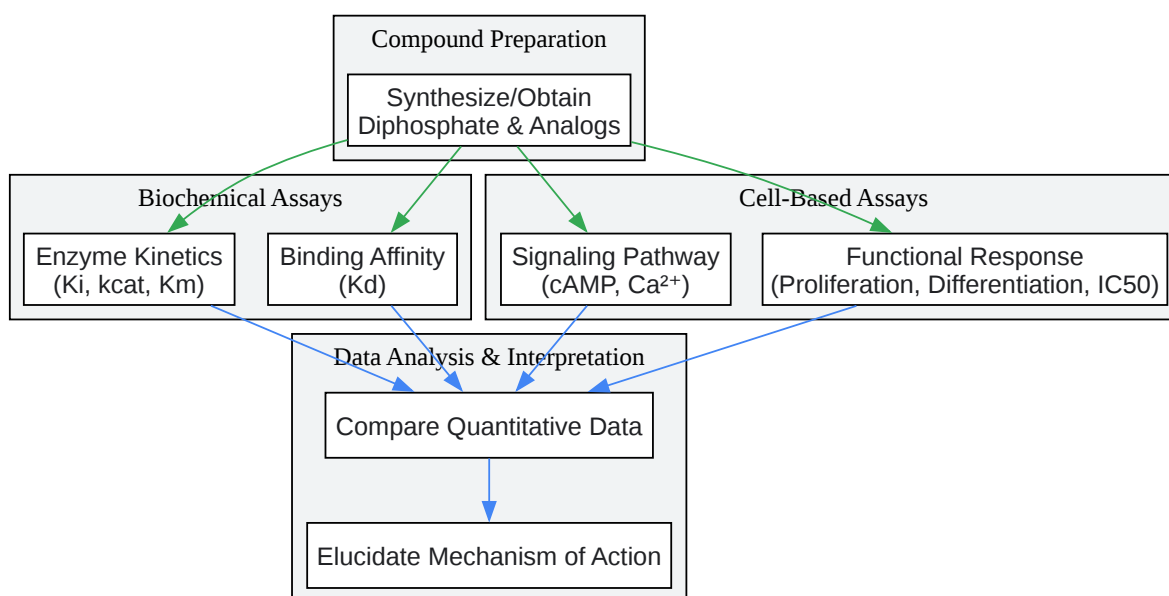 Compound Preparation
Synthesize/Obtain
Diphosphate & Analogs
Biochemical Assays
Cell-Based Assays
Enzyme Kinetics
(Ki, kcat, Km)
Binding Affinity
(Kd)
Signaling Pathway
(cAMP, Ca²⁺)
Functional Response
(Proliferation, Differentiation, IC50)
Data Analysis & Interpretation
Compare Quantitative Data
Elucidate Mechanism of Action